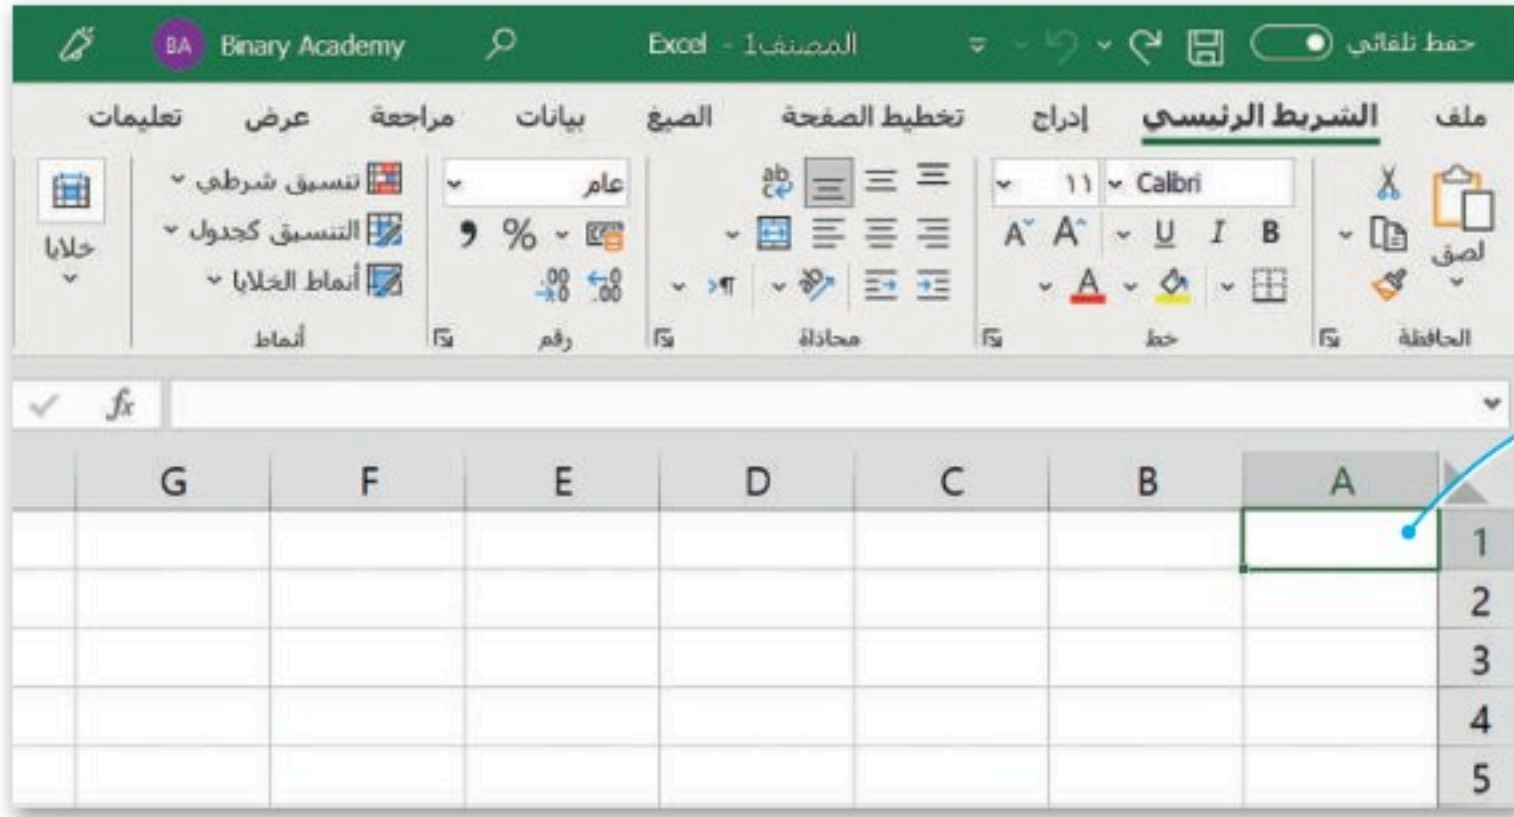 حفظ تلقائي المصنف1 - Excel Binary Academy BA
ملف الشريط الرئيسي إدراج تخطيط الصفحة الصيغ بيانات مراجعة عرض تعليمات
لصق
Calibri ١١
B I U A A
A
ab
عام
%
تنسيق شرطي
التنسيق كجدول
أنماط الخلايا
خلايا
الحافظة خط محاذاة رقم أنماط
fx
A B C D E F G
1
2
3
4
5